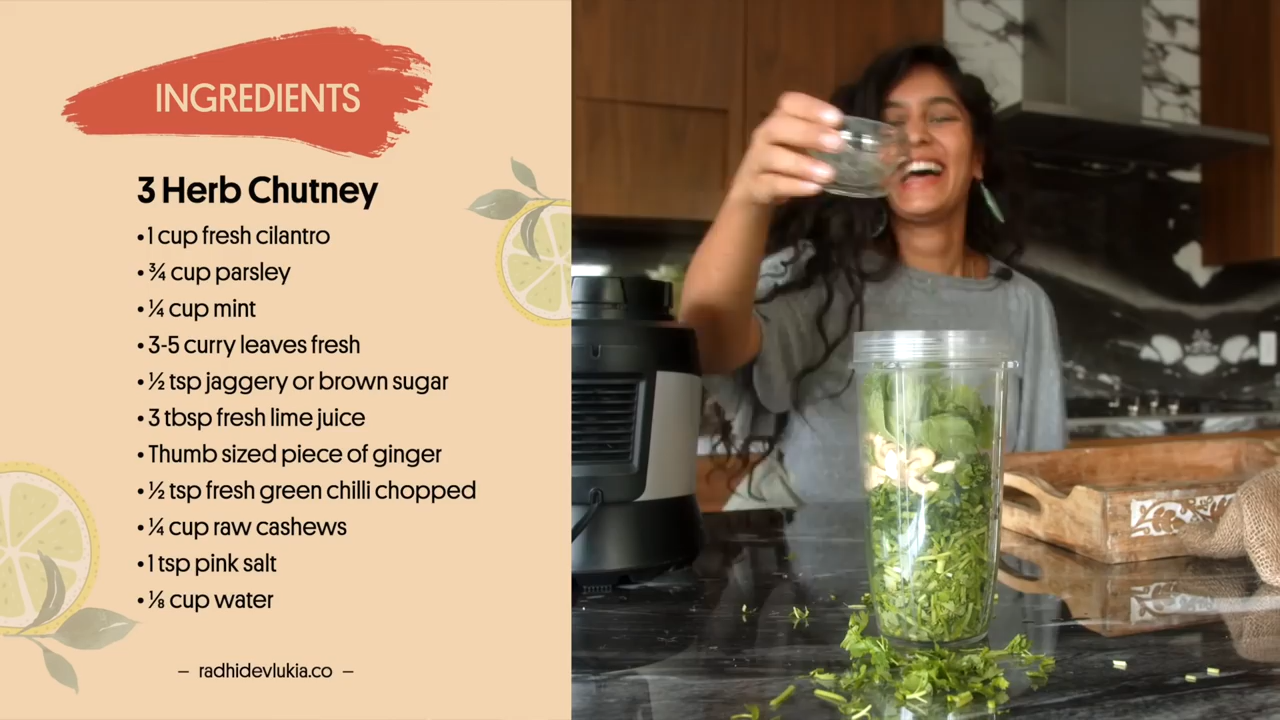 INGREDIENTS
3 Herb Chutney
• 1 cup fresh cilantro
• ¾ cup parsley
• ¼ cup mint
• 3-5 curry leaves fresh
• ½ tsp jaggery or brown sugar
• 3 tbsp fresh lime juice
• Thumb sized piece of ginger
• ½ tsp fresh green chilli chopped
• ¼ cup raw cashews
• 1 tsp pink salt
• ⅛ cup water
– radhidevlukia.co –